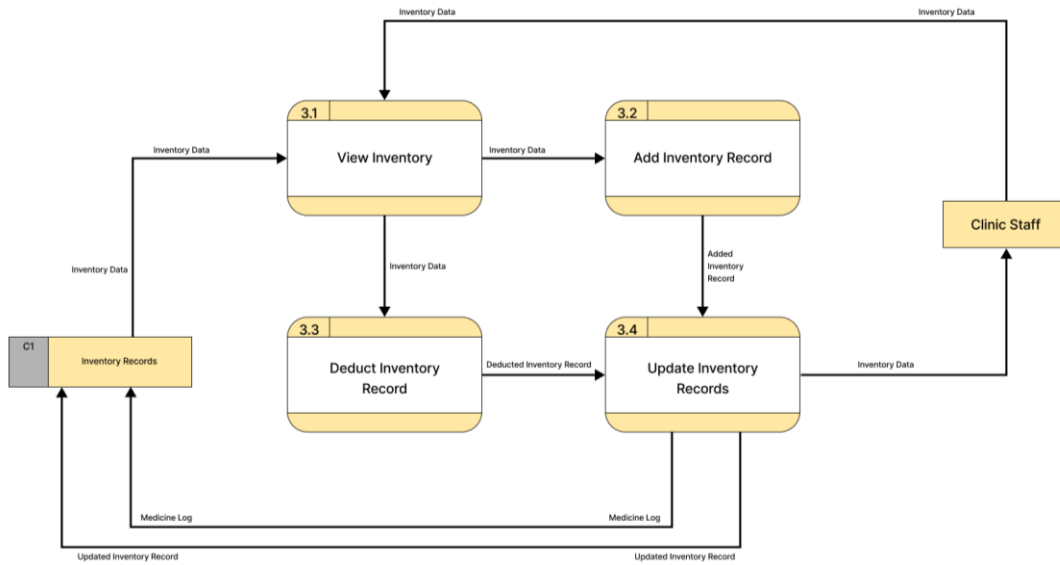 Inventory Data
Inventory Data
3.1
View Inventory
3.2
Add Inventory Record
Inventory Data
Inventory Data
Clinic Staff
Inventory Data
Inventory Data
Added
Inventory
Record
3.3
Deduct Inventory
Record
3.4
Update Inventory
Records
C1
Inventory Records
Deducted Inventory Record
Inventory Data
Medicine Log
Medicine Log
Updated Inventory Record
Updated Inventory Record